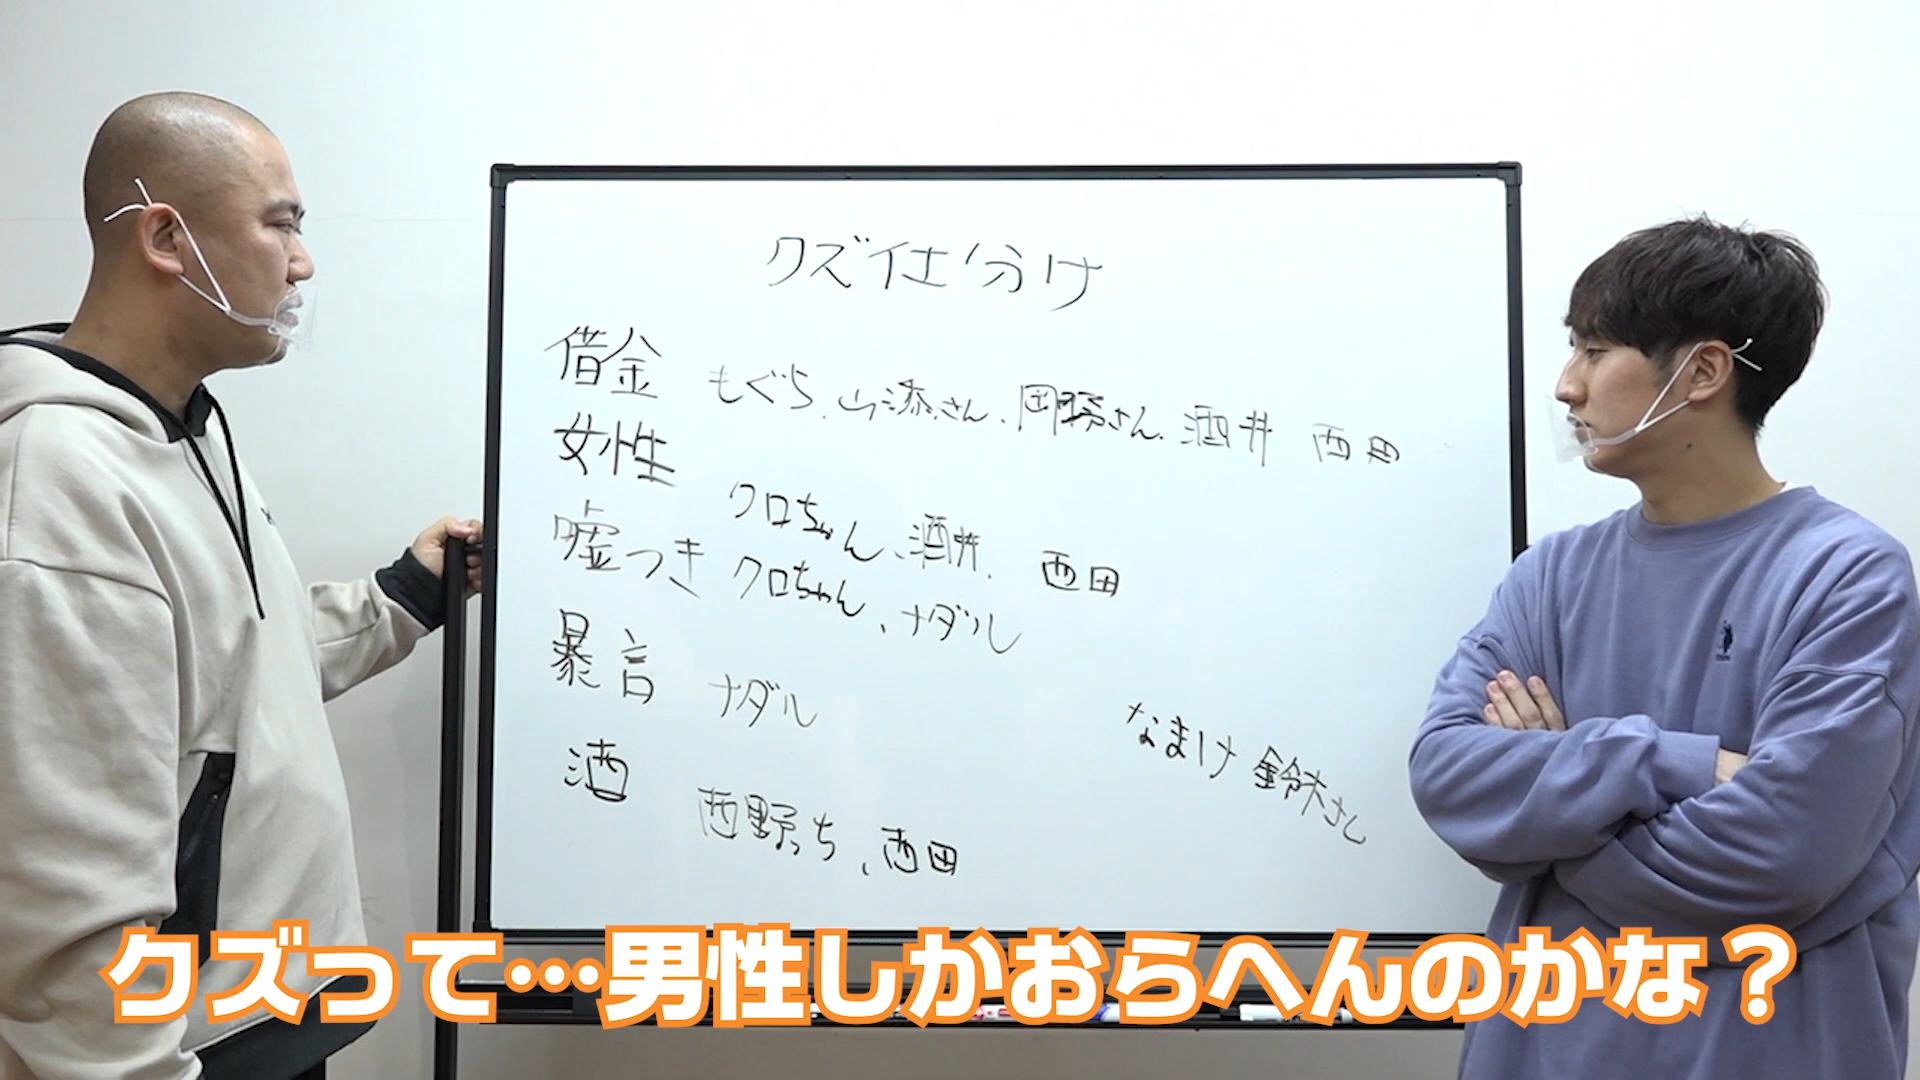 クズ仕分け
借金 もぐら、山添さん、岡野さん、酒井 西田
女性 クロちゃん、酒井、西田
嘘つき クロちゃん、ナダル
暴言 ナダル
なまけ 鈴木さん
酒 西野っち、西田
クズって…男性しかおらへんのかな？